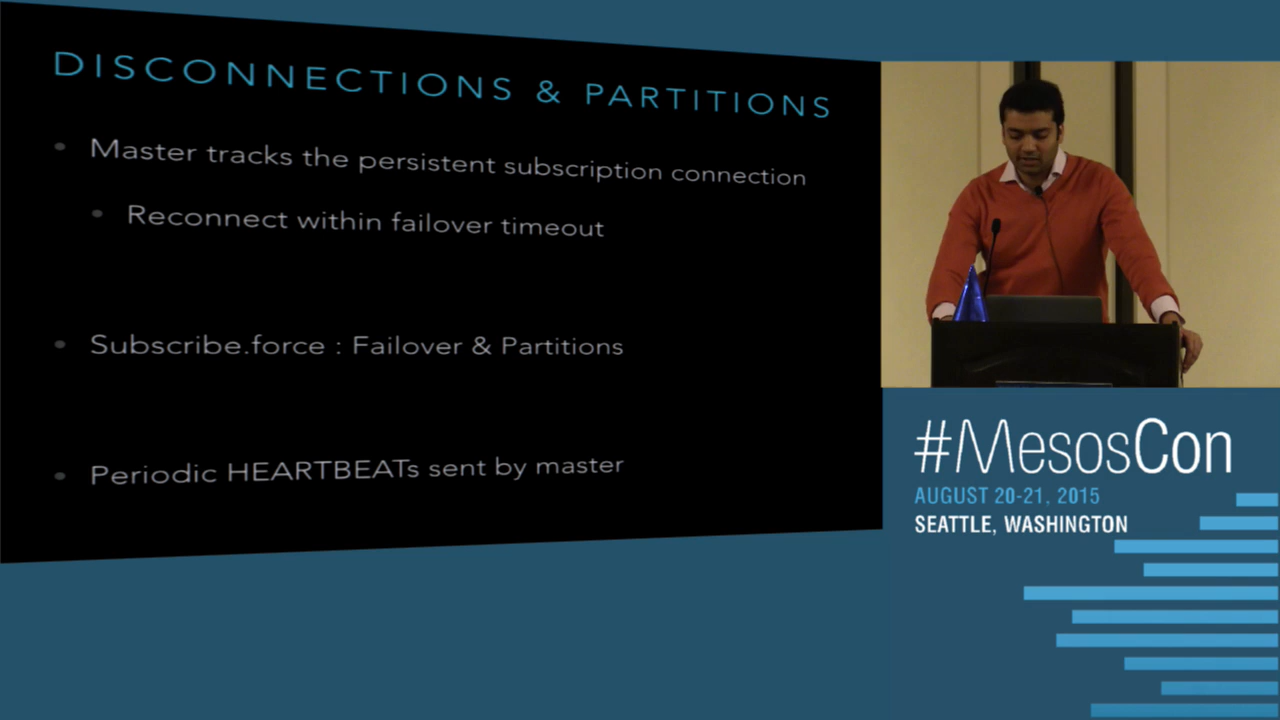 DISCONNECTIONS & PARTITIONS
Master tracks the persistent subscription connection
Reconnect within failover timeout
Subscribe.force : Failover & Partitions
Periodic HEARTBEATs sent by master
#MesosCon
AUGUST 20-21, 2015
SEATTLE, WASHINGTON